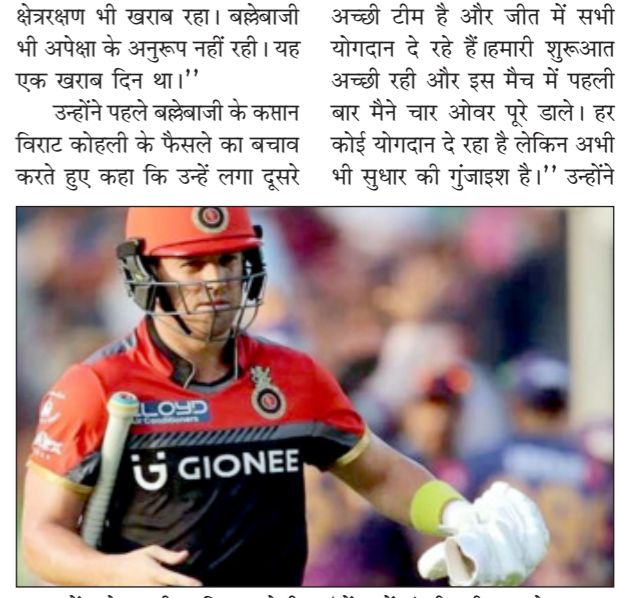 क्षेत्ररक्षण भी खराब रहा। बल्लेबाजी
भी अपेक्षा के अनुरूप नहीं रही। यह
एक खराब दिन था।’’
उन्होंने पहले बल्लेबाजी के कप्तान
विराट कोहली के फैसले का बचाव
करते हुए कहा कि उन्हें लगा दूसरे
अच्छी टीम है और जीत में सभी
योगदान दे रहे हैं।हमारी शुरूआत
अच्छी रही और इस मैच में पहली
बार मैने चार ओवर पूरे डाले। हर
कोई योगदान दे रहा है लेकिन अभी
भी सुधार की गुंजाइश है।’’ उन्होंने
LLOYD
Air Conditioners
GIONEE